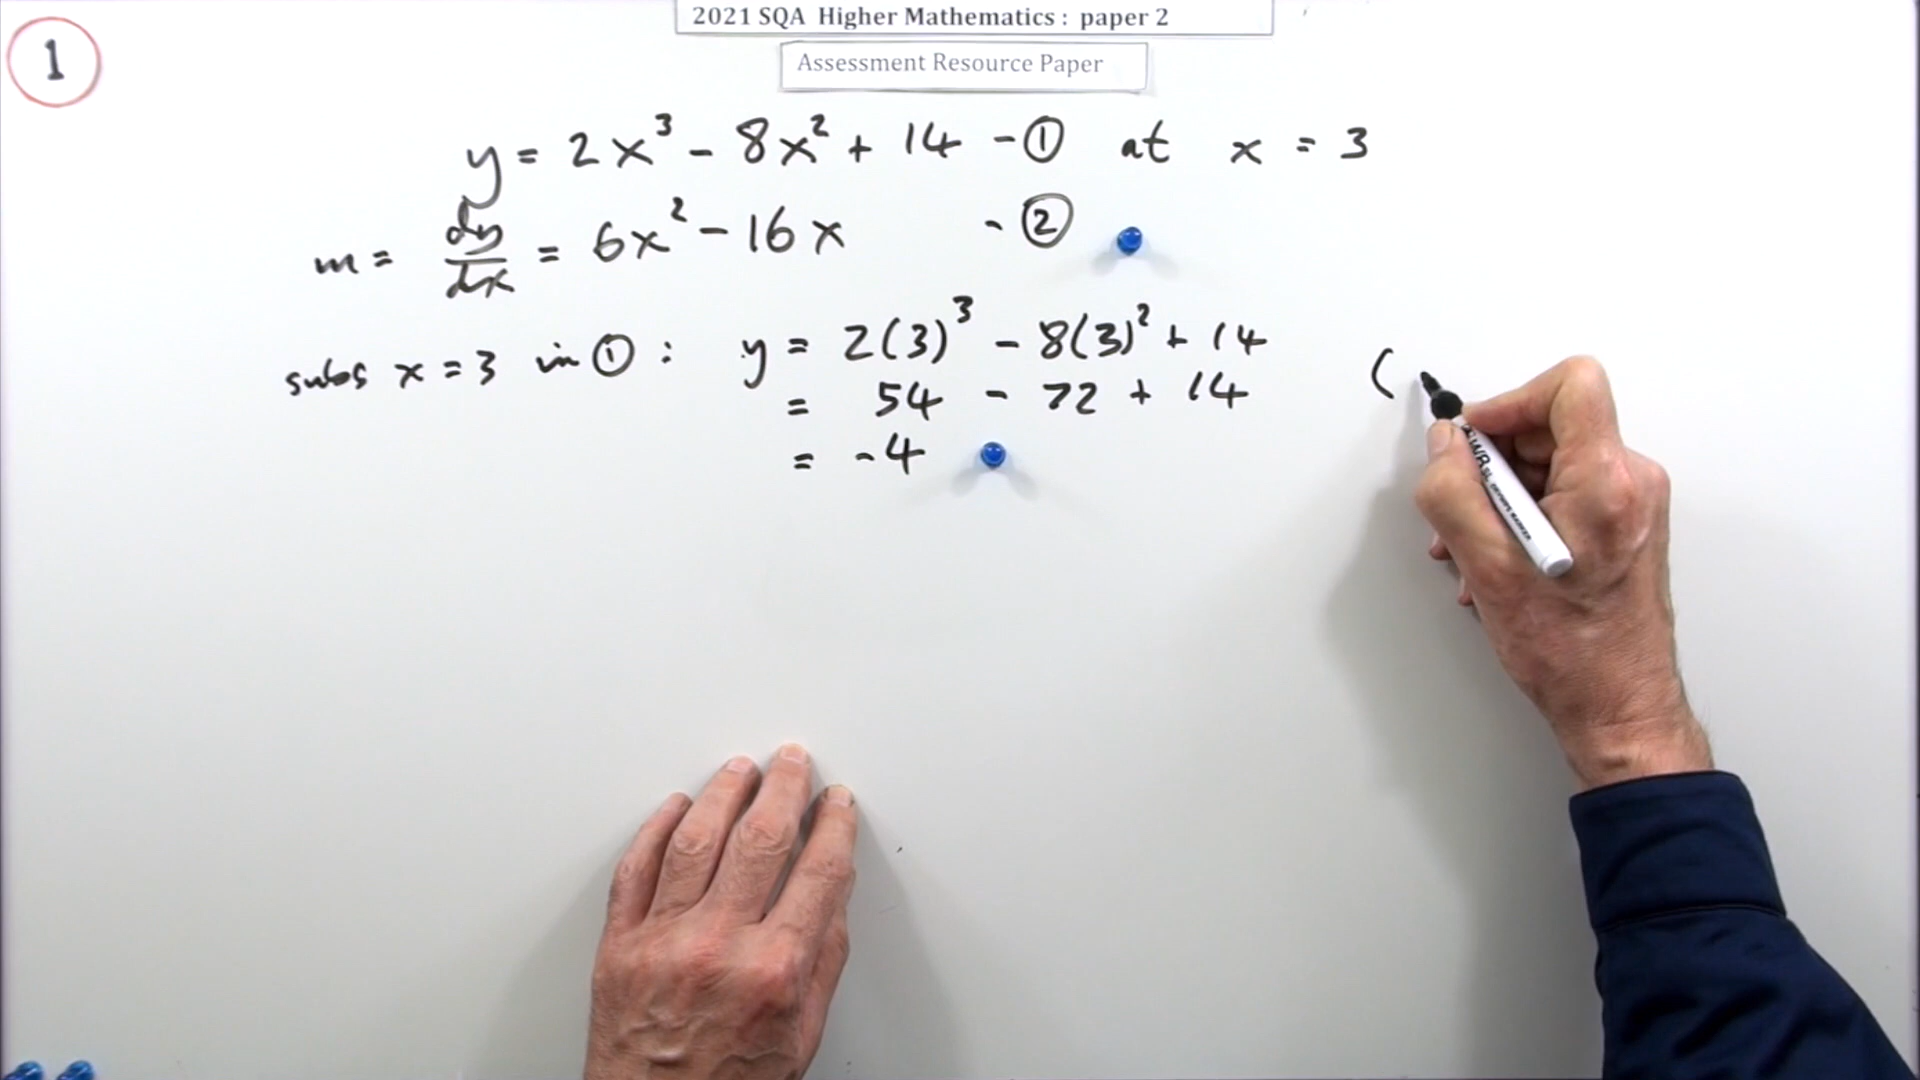 2021 SQA Higher Mathematics : paper 2
Assessment Resource Paper
1
y = 2x³ - 8x² + 14 - ① at x = 3
m = dy/dx = 6x² - 16x - ②
subs x = 3 in ① : y = 2(3)³ - 8(3)² + 14
= 54 - 72 + 14 (
= -4